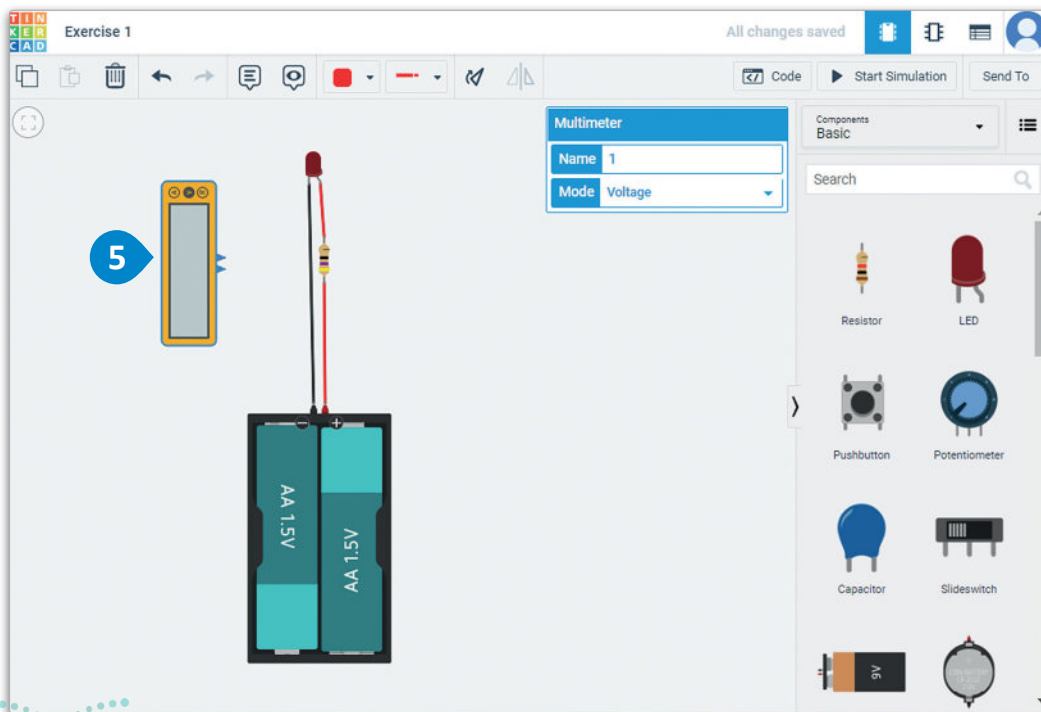 TIN
KER
CAD
Exercise 1
All changes saved
Code
Start Simulation
Send To
Multimeter
Name 1
Mode Voltage
Components
Basic
Search
5
Resistor
LED
Pushbutton
Potentiometer
Capacitor
Slideswitch
AA 1.5V
AA 1.5V
9V